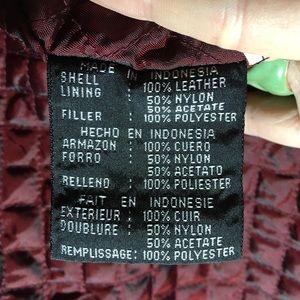 MADE IN INDONESIA
SHELL : 100% LEATHER
LINING : 50% NYLON
50% ACETATE
FILLER : 100% POLYESTER
HECHO EN INDONESIA
ARMAZON : 100% CUERO
FORRO : 50% NYLON
50% ACETATO
RELLENO : 100% POLIESTER
FAIT EN INDONESIE
EXTERIEUR : 100% CUIR
DOUBLURE : 50% NYLON
50% ACETATE
REMPLISSAGE: 100% POLYESTER